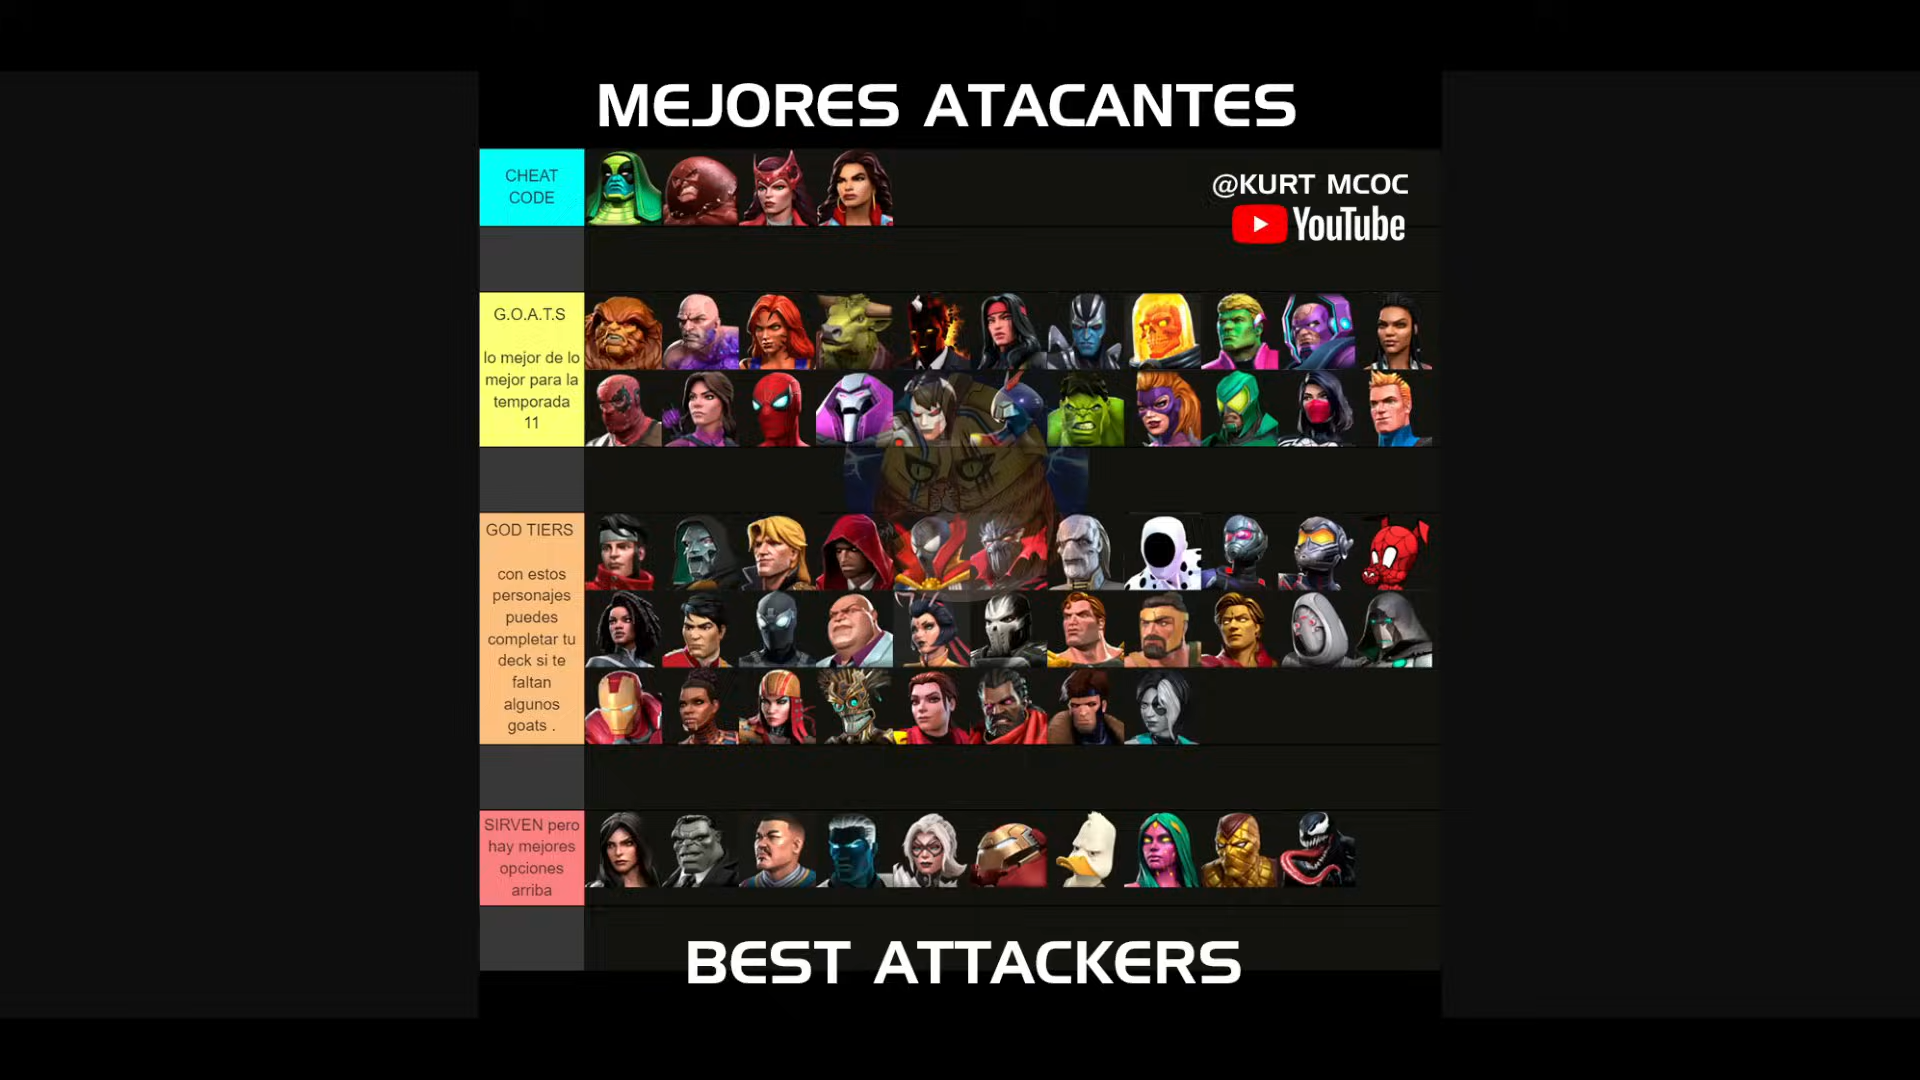 MEJORES ATACANTES
CHEAT
CODE
@KURT MCOC
YouTube
G.O.A.T.S
lo mejor de lo
mejor para la
temporada
11
GOD TIERS
con estos
personajes
puedes
completar tu
deck si te
faltan
algunos
goats .
SIRVEN pero
hay mejores
opciones
arriba
BEST ATTACKERS